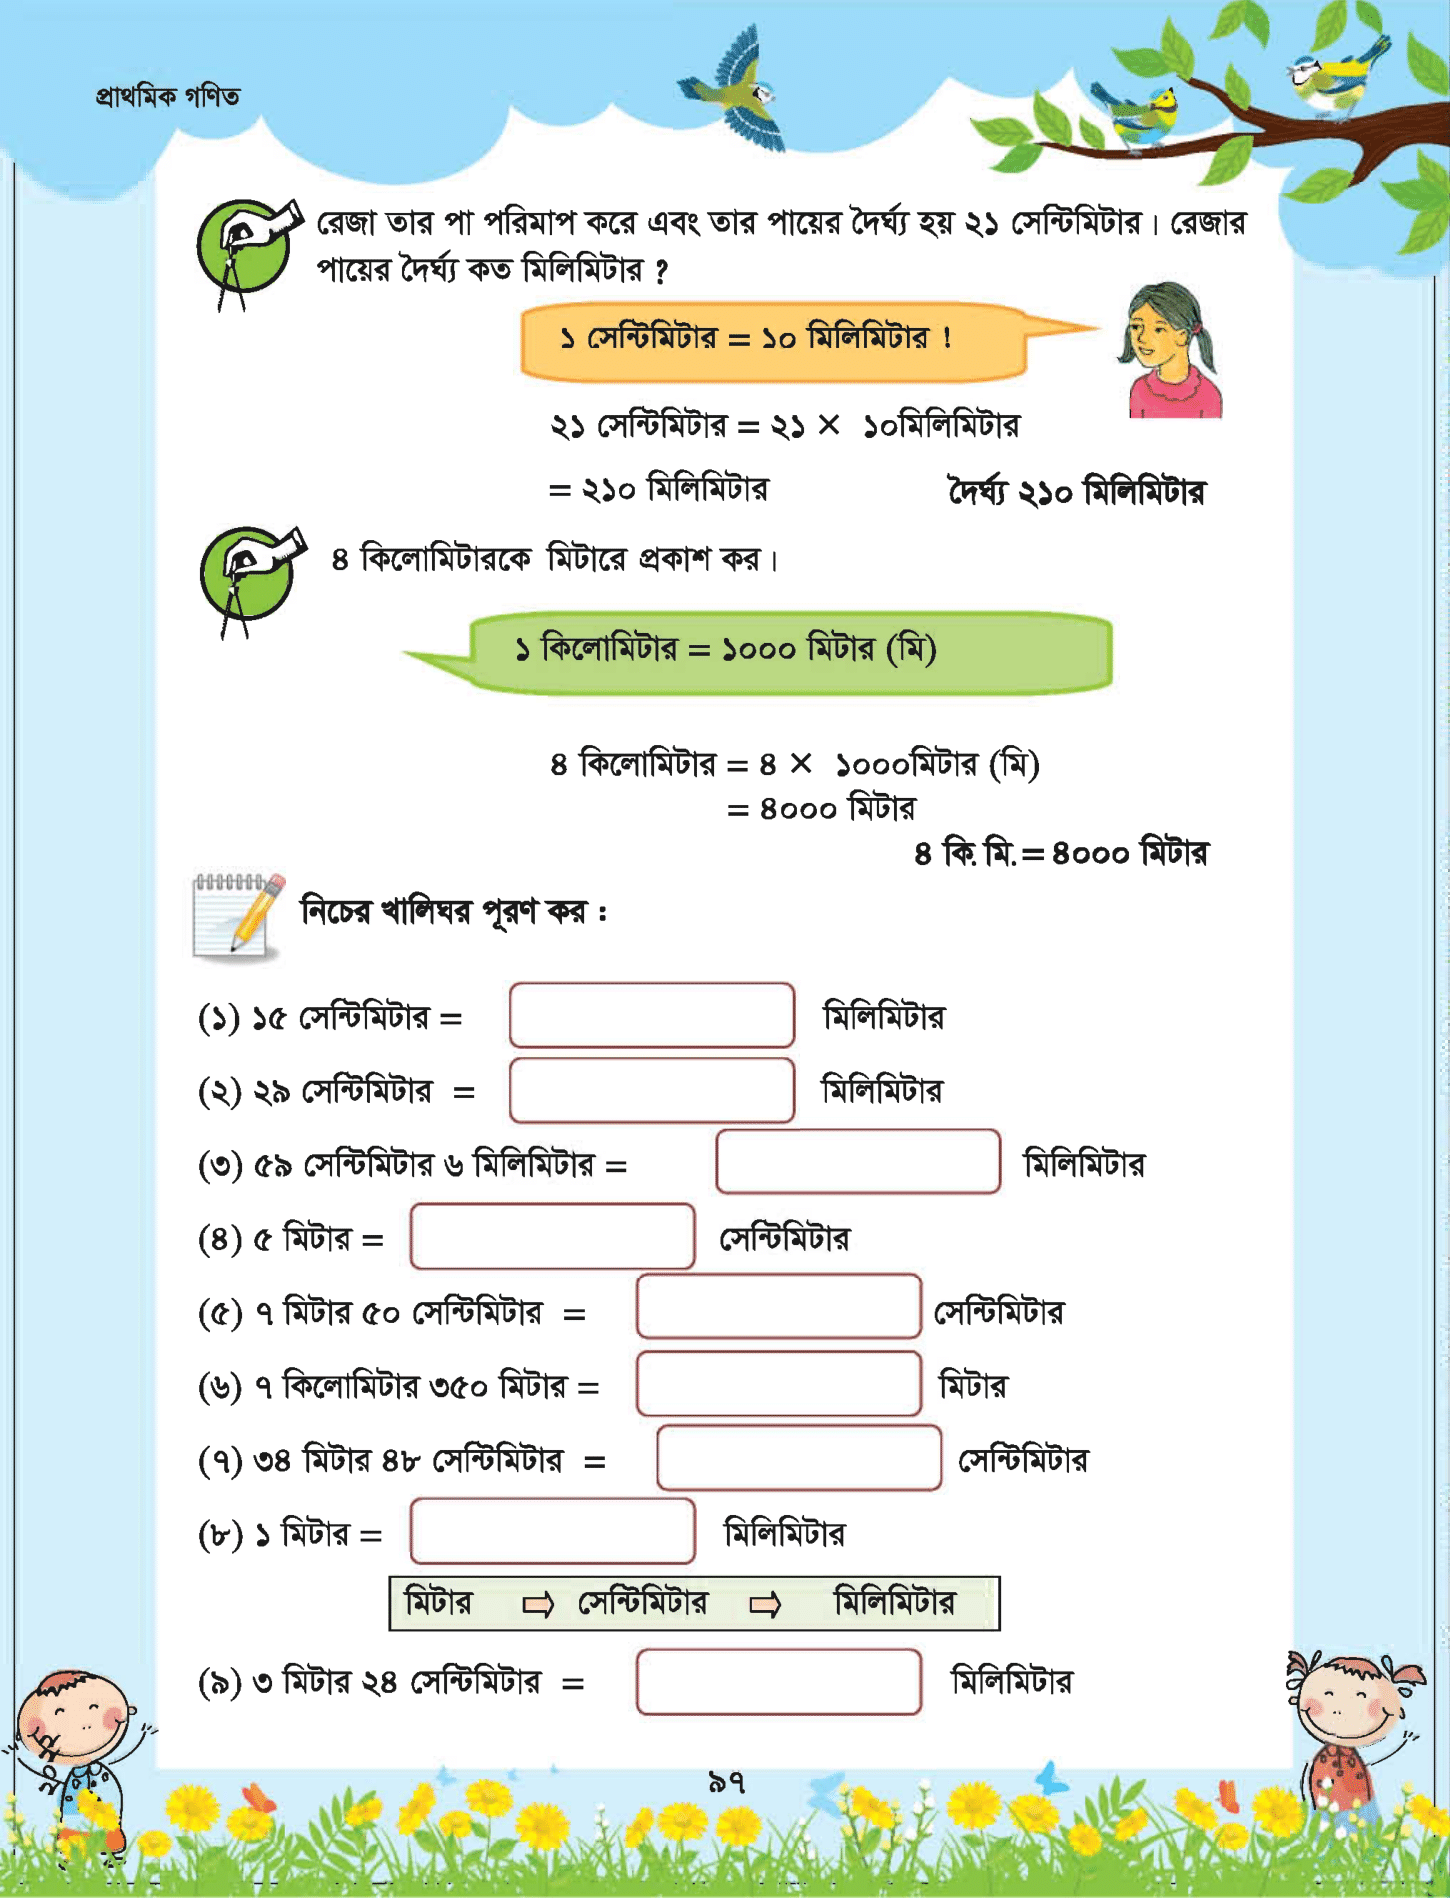 প্রাথমিক গণিত
রেজা তার পা পরিমাপ করে এবং তার পায়ের দৈর্ঘ্য হয় ২১ সেন্টিমিটার। রেজার
পায়ের দৈর্ঘ্য কত মিলিমিটার ?
১ সেন্টিমিটার = ১০ মিলিমিটার !
২১ সেন্টিমিটার = ২১ × ১০মিলিমিটার
= ২১০ মিলিমিটার দৈর্ঘ্য ২১০ মিলিমিটার
৪ কিলোমিটারকে মিটারে প্রকাশ কর।
১ কিলোমিটার = ১০০০ মিটার (মি)
৪ কিলোমিটার = ৪ × ১০০০মিটার (মি)
= ৪০০০ মিটার
৪ কি. মি. = ৪০০০ মিটার
নিচের খালিঘর পূরণ কর :
(১) ১৫ সেন্টিমিটার = মিলিমিটার
(২) ২৯ সেন্টিমিটার = মিলিমিটার
(৩) ৫৯ সেন্টিমিটার ৬ মিলিমিটার = মিলিমিটার
(৪) ৫ মিটার = সেন্টিমিটার
(৫) ৭ মিটার ৫০ সেন্টিমিটার = সেন্টিমিটার
(৬) ৭ কিলোমিটার ৩৫০ মিটার = মিটার
(৭) ৩৪ মিটার ৪৮ সেন্টিমিটার = সেন্টিমিটার
(৮) ১ মিটার = মিলিমিটার
মিটার ⇨ সেন্টিমিটার ⇨ মিলিমিটার
(৯) ৩ মিটার ২৪ সেন্টিমিটার = মিলিমিটার
৯৭